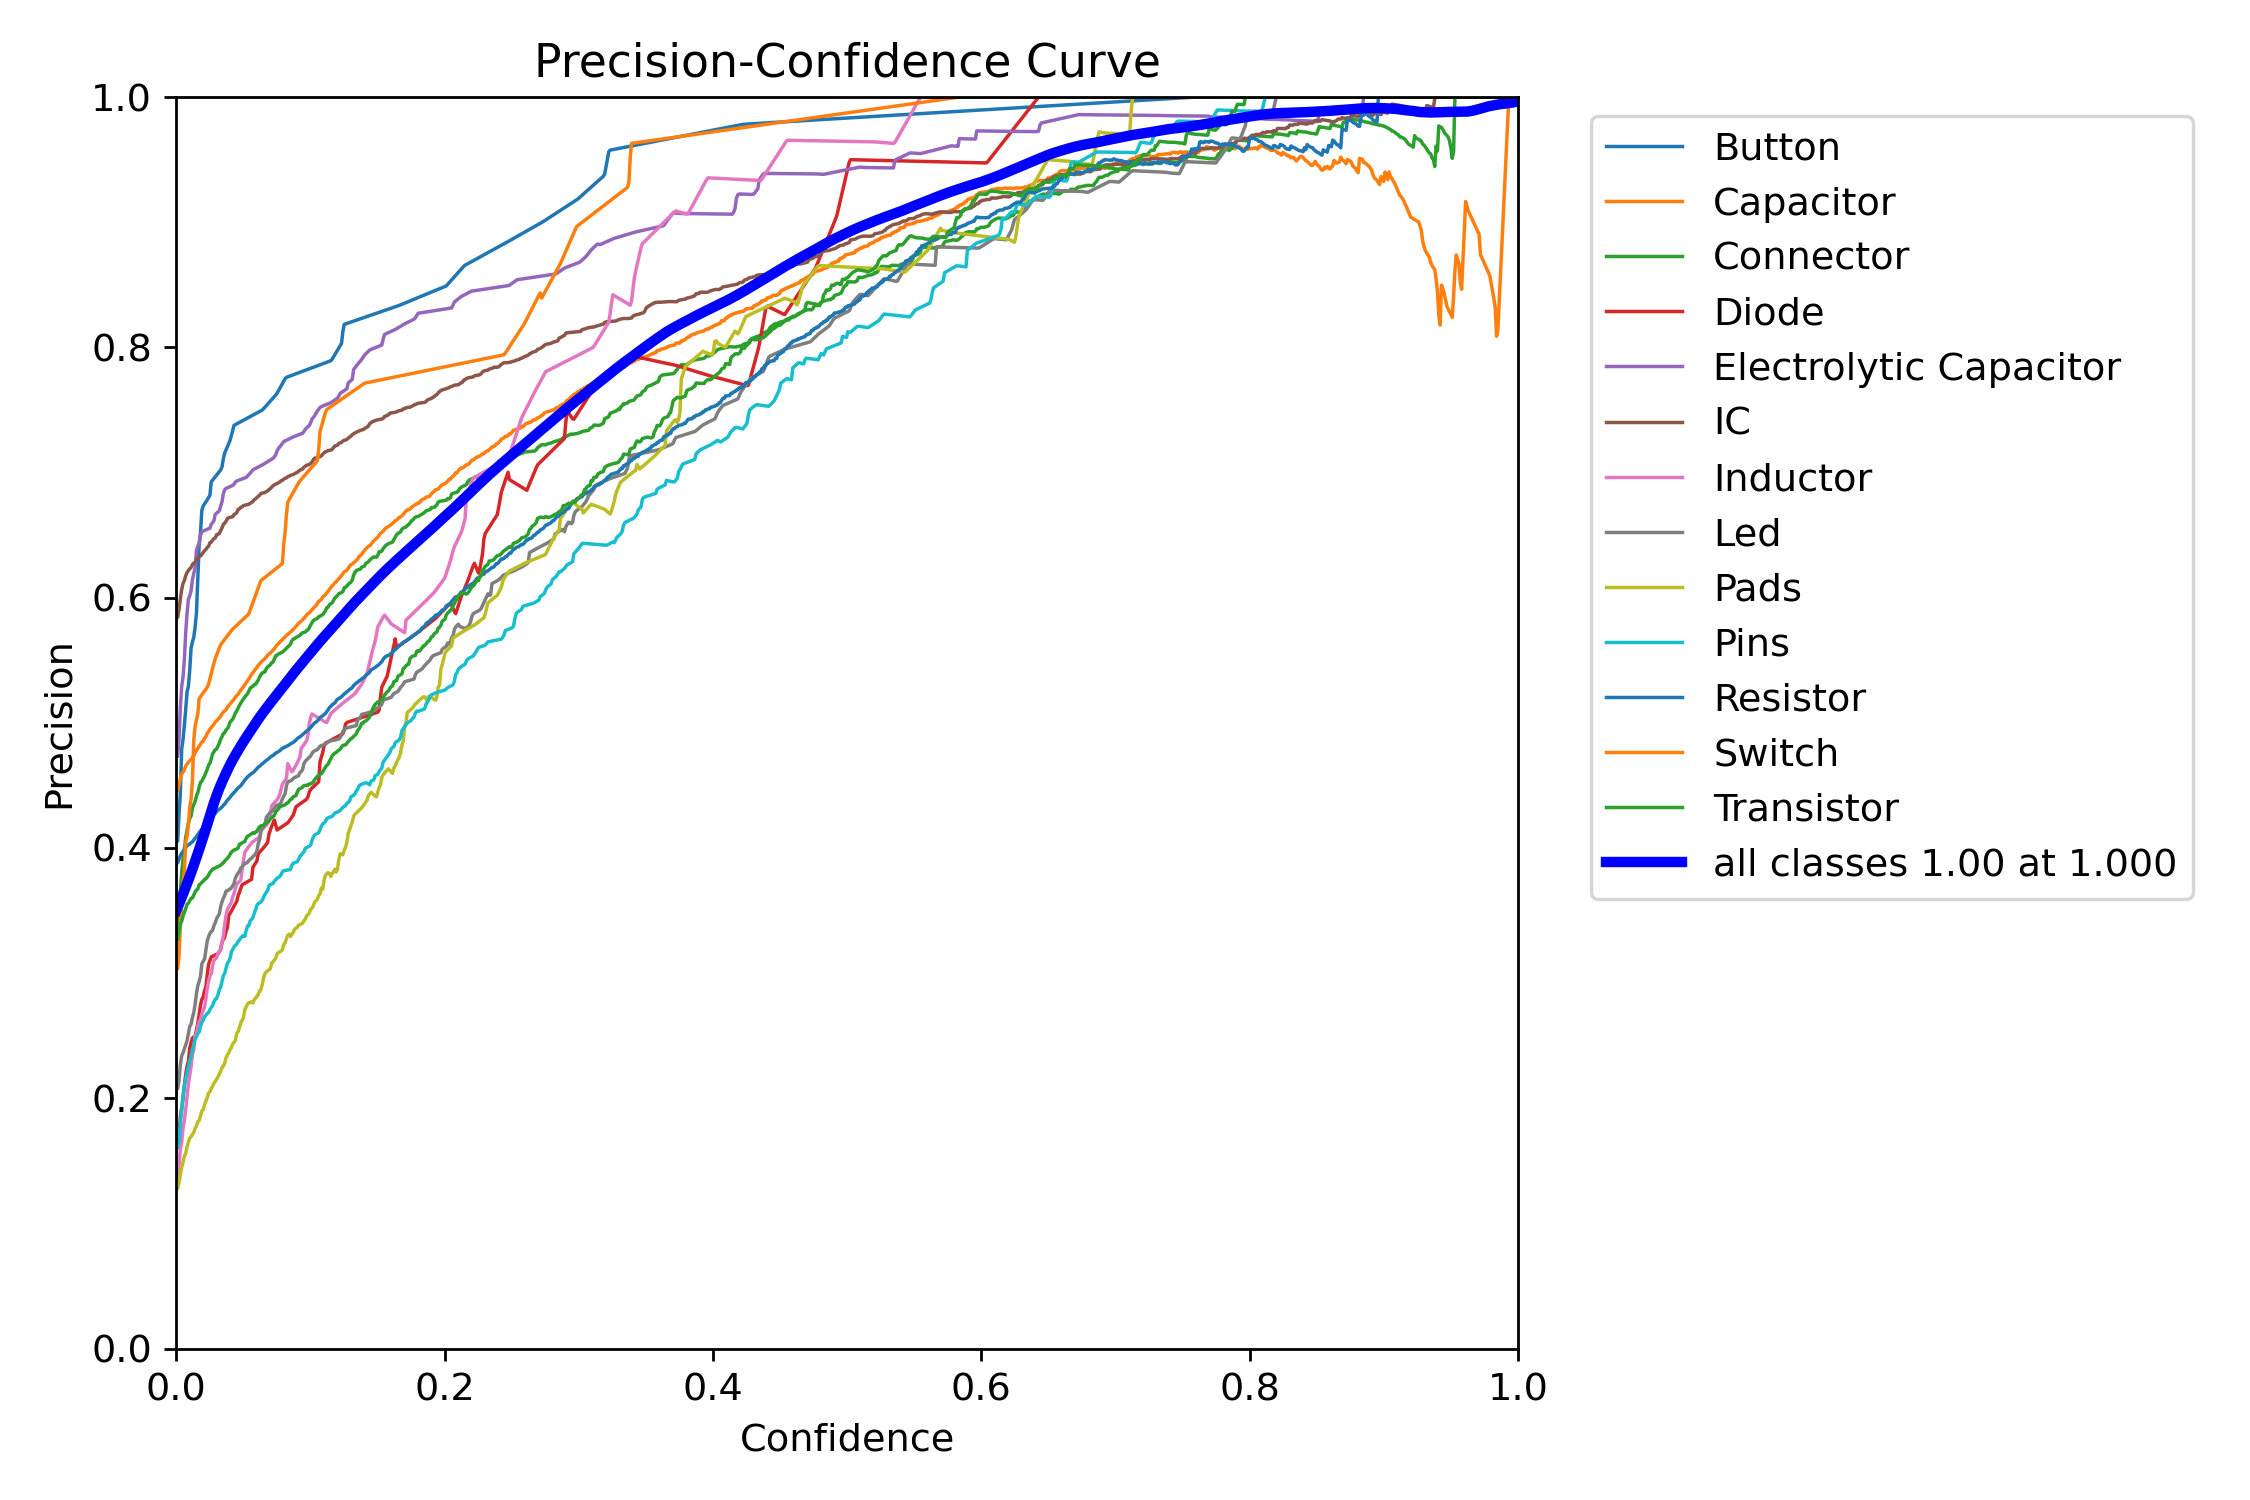 Precision-Confidence Curve
1.0
0.8
0.6
0.4
0.2
0.0
Precision
0.0 0.2 0.4 0.6 0.8 1.0
Confidence
Button
Capacitor
Connector
Diode
Electrolytic Capacitor
IC
Inductor
Led
Pads
Pins
Resistor
Switch
Transistor
all classes 1.00 at 1.000